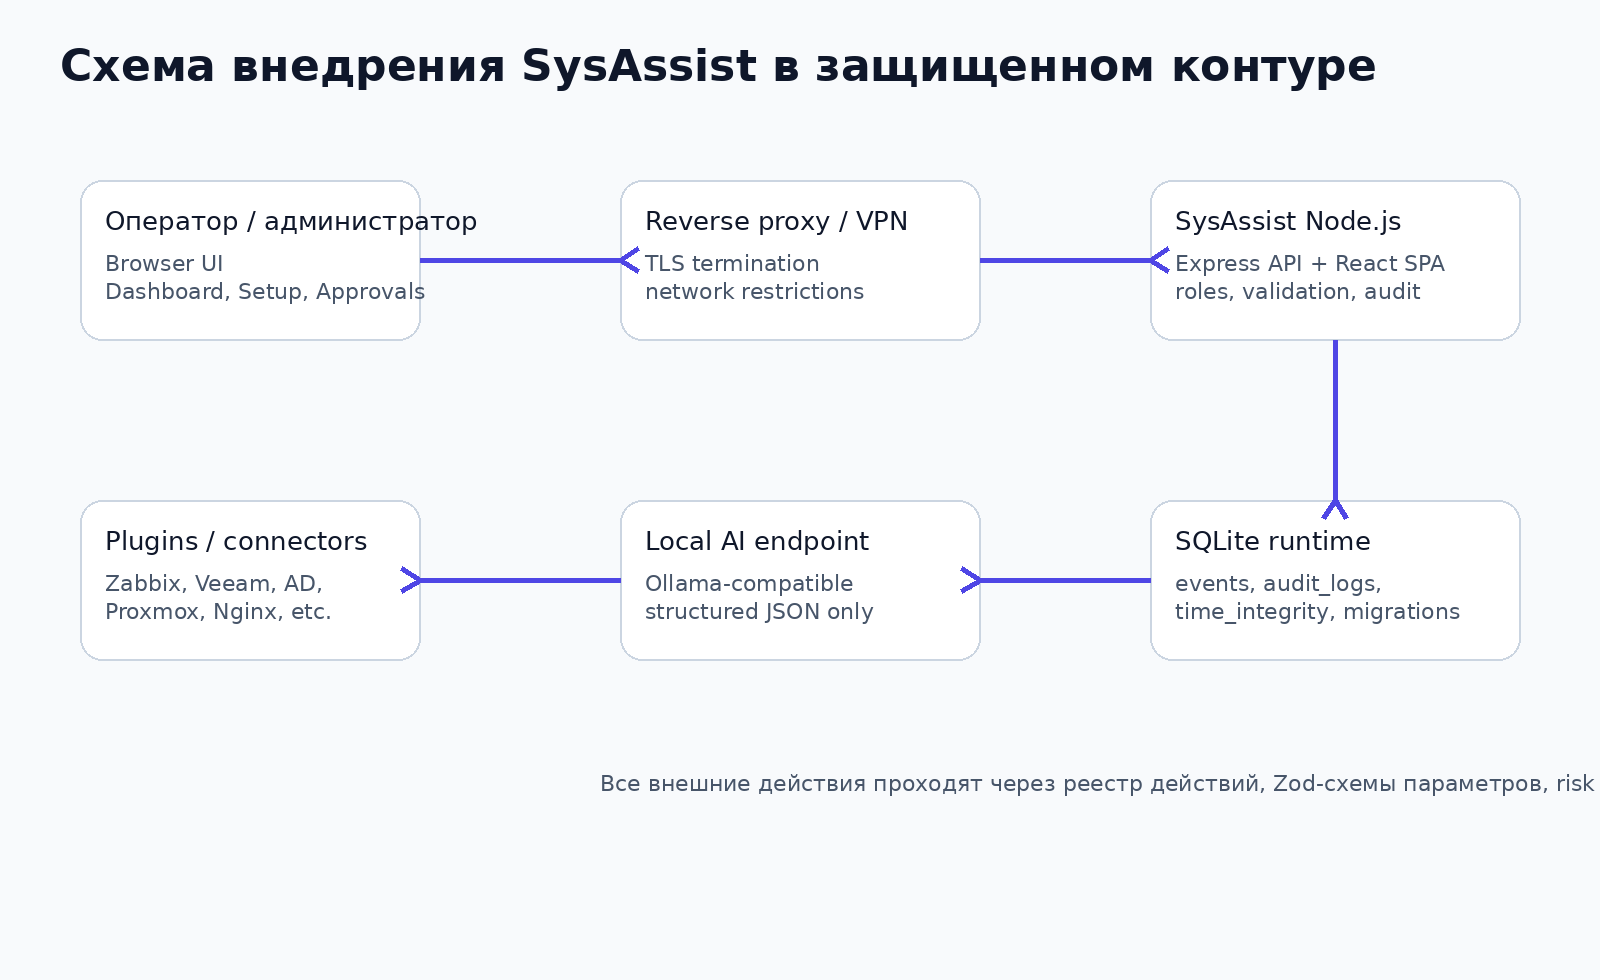 Схема внедрения SysAssist в защищенном контуре
Оператор / администратор
Browser UI
Dashboard, Setup, Approvals
Reverse proxy / VPN
TLS termination
network restrictions
SysAssist Node.js
Express API + React SPA
roles, validation, audit
Plugins / connectors
Zabbix, Veeam, AD,
Proxmox, Nginx, etc.
Local AI endpoint
Ollama-compatible
structured JSON only
SQLite runtime
events, audit_logs,
time_integrity, migrations
Все внешние действия проходят через реестр действий, Zod-схемы параметров, risk